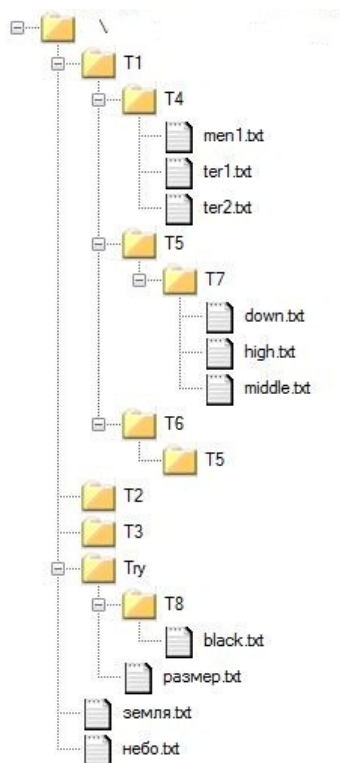 \
T1
T4
men1.txt
ter1.txt
ter2.txt
T5
T7
down.txt
high.txt
middle.txt
T6
T5
T2
T3
Try
T8
black.txt
размер.txt
земля.txt
небо.txt